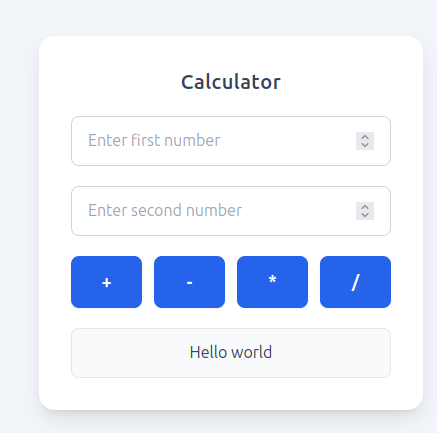 Calculator
Enter first number
Enter second number
+ - * /
Hello world